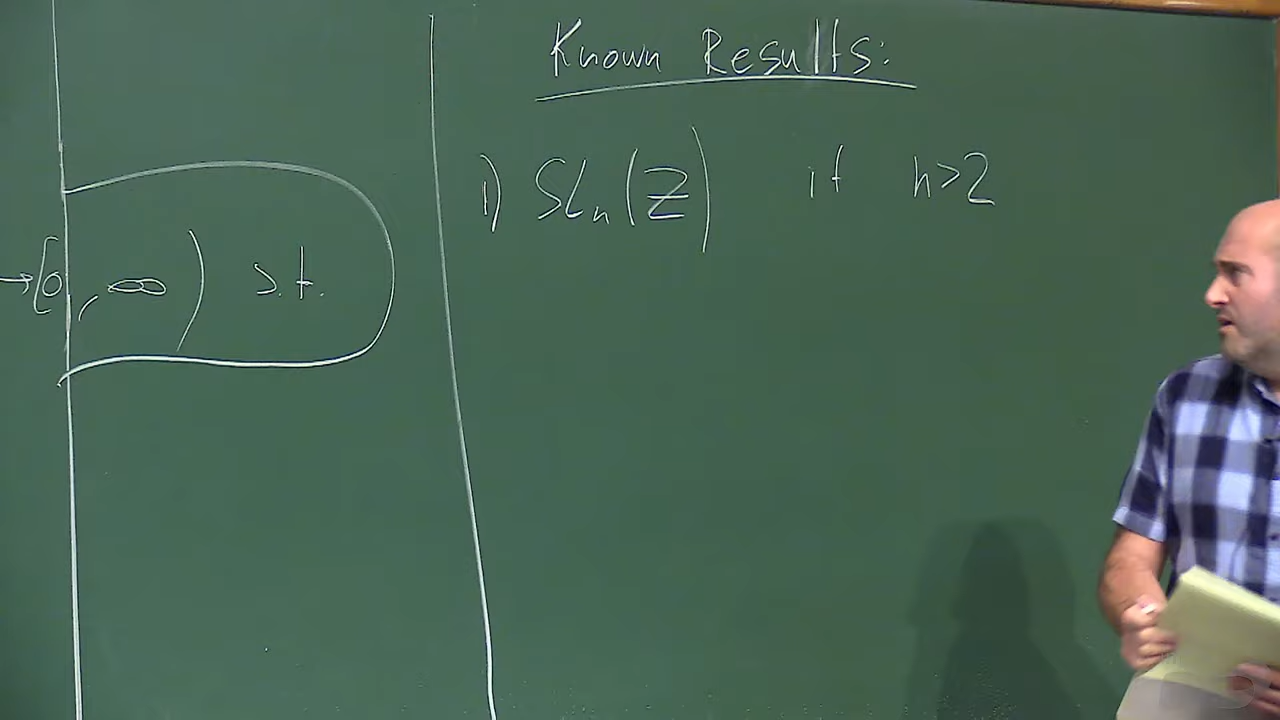 →[0, ∞) s.t.
Known Results:
1) SLn(Z) if n>2